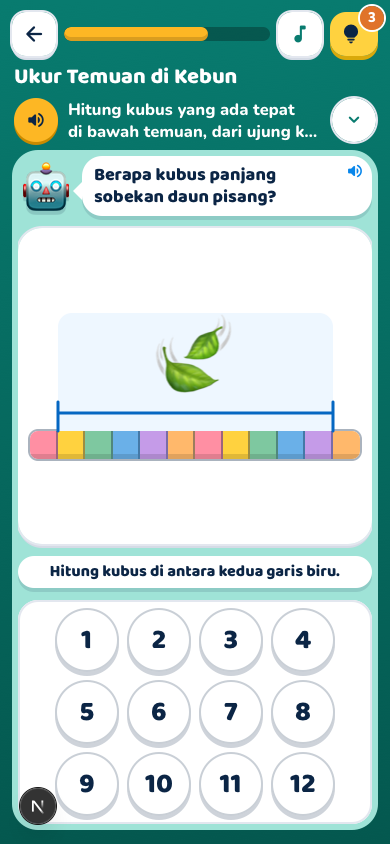 3
Ukur Temuan di Kebun
Hitung kubus yang ada tepat
di bawah temuan, dari ujung k...
Berapa kubus panjang
sobekan daun pisang?
Hitung kubus di antara kedua garis biru.
1 2 3 4
5 6 7 8
9 10 11 12
N